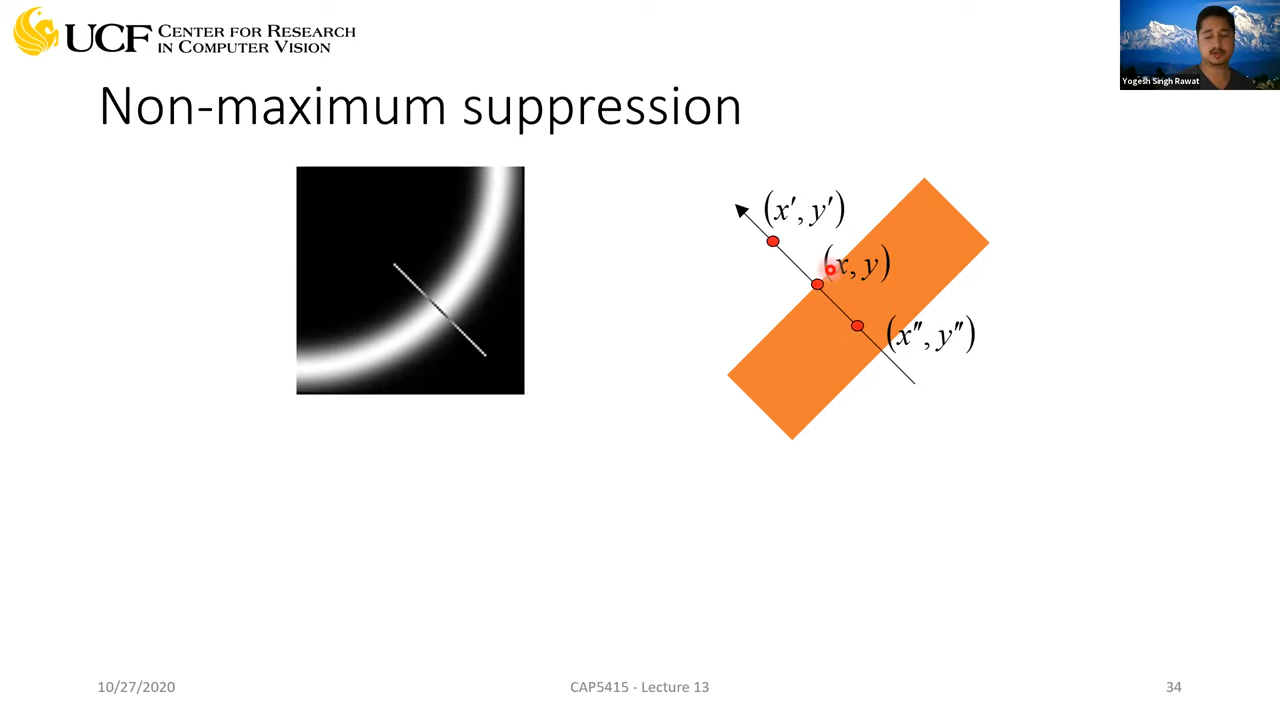 UCF CENTER FOR RESEARCH
IN COMPUTER VISION
Yogesh Singh Rawat
Non-maximum suppression
(x′, y′)
(x, y)
(x″, y″)
10/27/2020
CAP5415 - Lecture 13
34